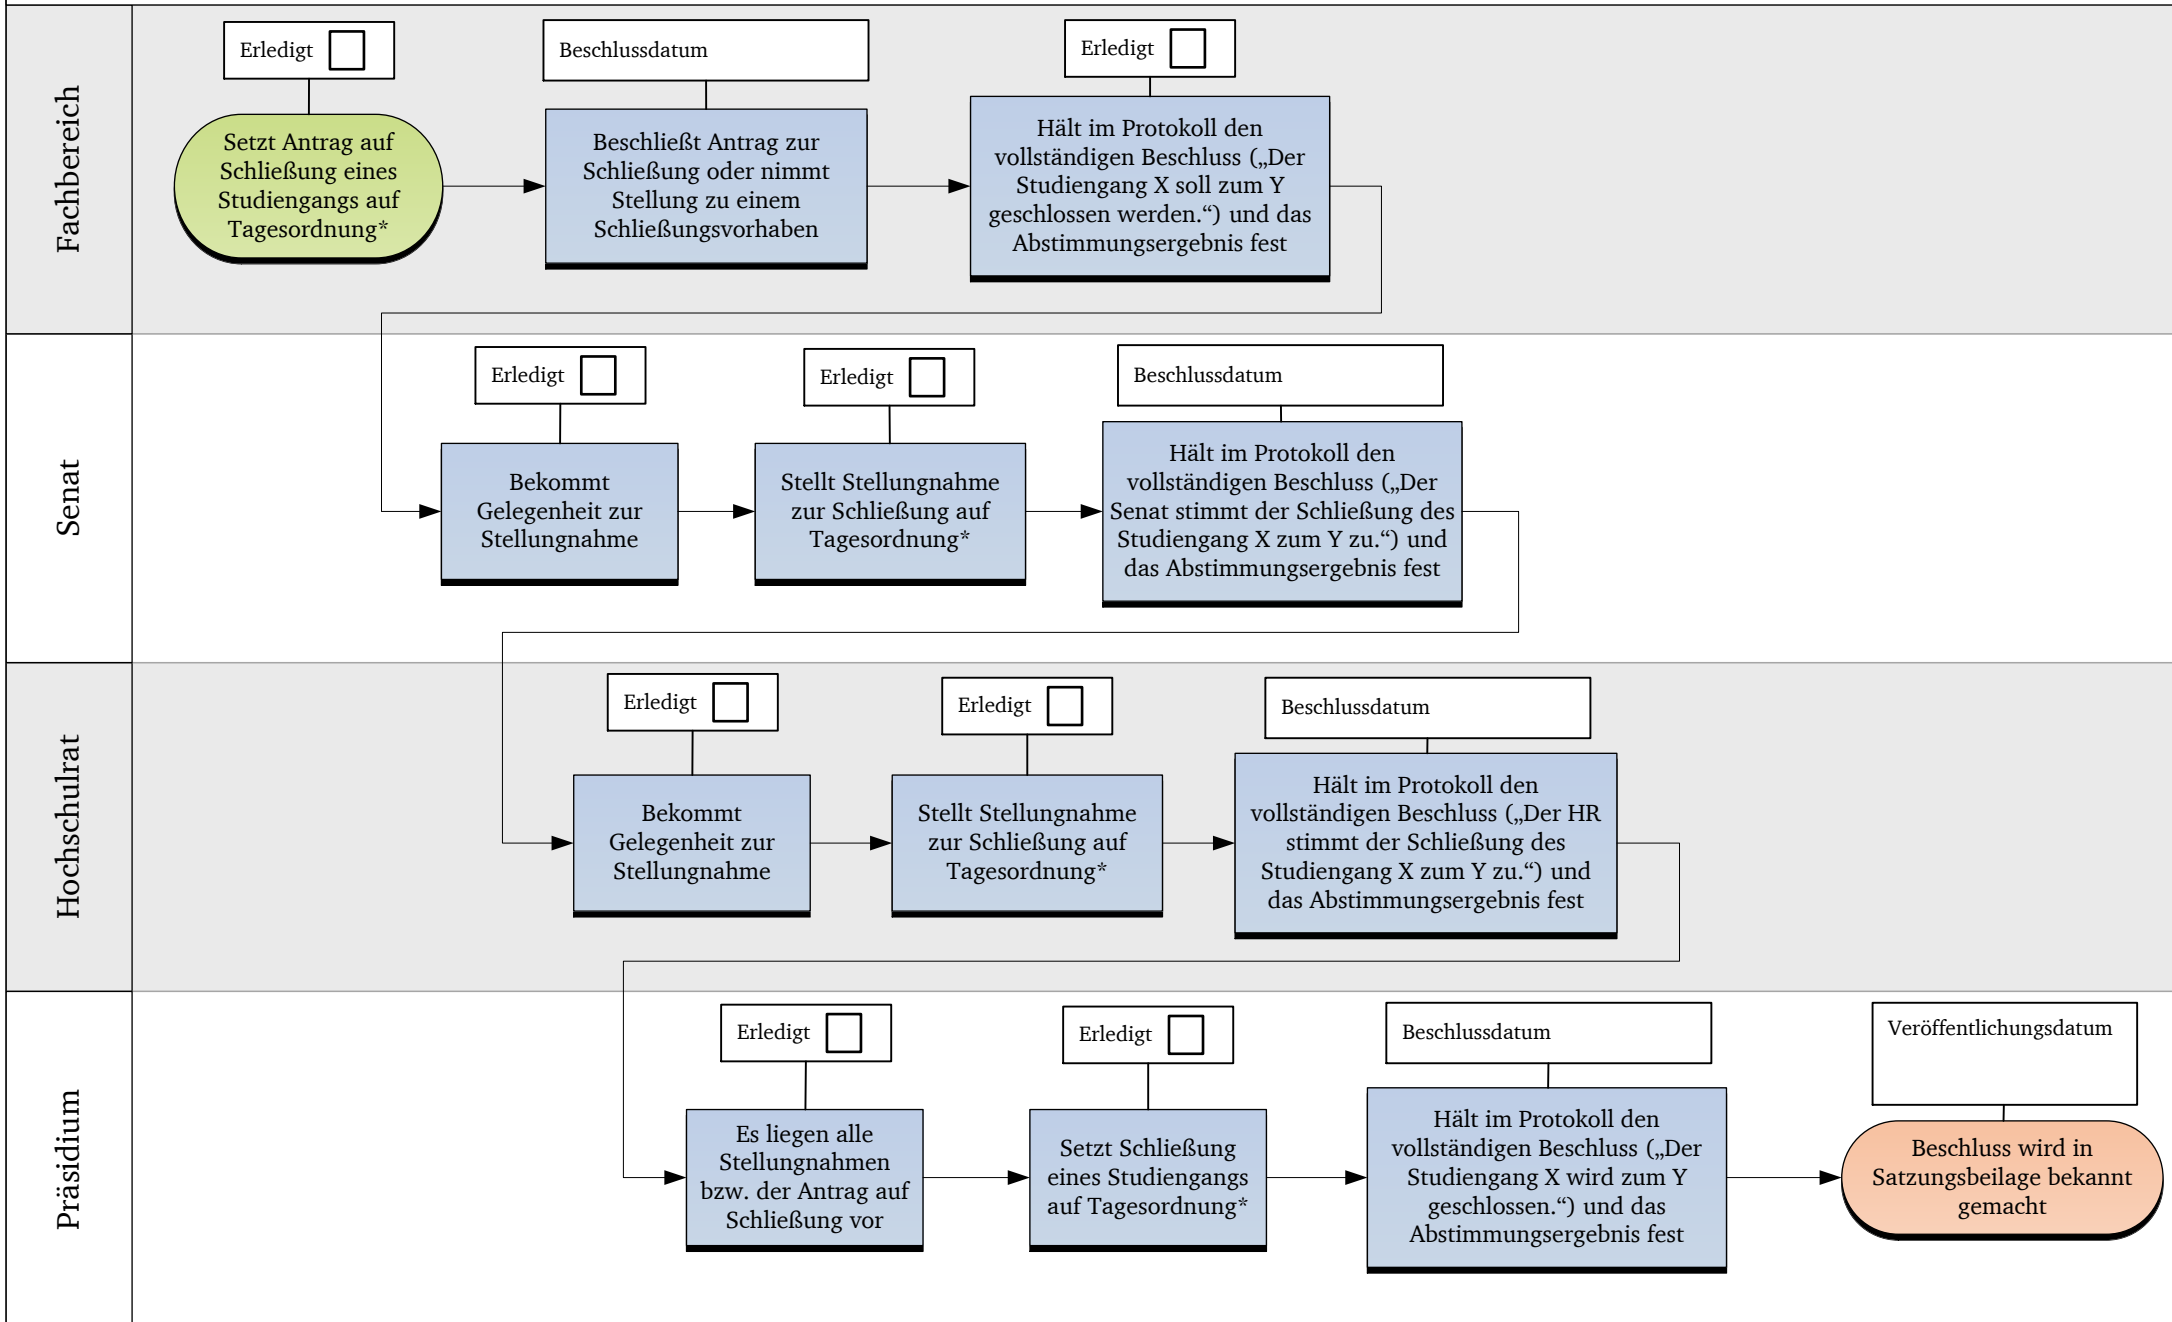 Fachbereich
Erledigt
Setzt Antrag auf
Schließung eines
Studiengangs auf
Tagesordnung*
Beschlussdatum
Beschließt Antrag zur
Schließung oder nimmt
Stellung zu einem
Schließungsvorhaben
Erledigt
Hält im Protokoll den
vollständigen Beschluss („Der
Studiengang X soll zum Y
geschlossen werden.“) und das
Abstimmungsergebnis fest
Senat
Erledigt
Bekommt
Gelegenheit zur
Stellungnahme
Erledigt
Stellt Stellungnahme
zur Schließung auf
Tagesordnung*
Beschlussdatum
Hält im Protokoll den
vollständigen Beschluss („Der
Senat stimmt der Schließung des
Studiengang X zum Y zu.“) und
das Abstimmungsergebnis fest
Hochschulrat
Erledigt
Bekommt
Gelegenheit zur
Stellungnahme
Erledigt
Stellt Stellungnahme
zur Schließung auf
Tagesordnung*
Beschlussdatum
Hält im Protokoll den
vollständigen Beschluss („Der HR
stimmt der Schließung des
Studiengang X zum Y zu.“) und
das Abstimmungsergebnis fest
Präsidium
Erledigt
Es liegen alle
Stellungnahmen
bzw. der Antrag auf
Schließung vor
Erledigt
Setzt Schließung
eines Studiengangs
auf Tagesordnung*
Beschlussdatum
Hält im Protokoll den
vollständigen Beschluss („Der
Studiengang X wird zum Y
geschlossen.“) und das
Abstimmungsergebnis fest
Veröffentlichungsdatum
Beschluss wird in
Satzungsbeilage bekannt
gemacht